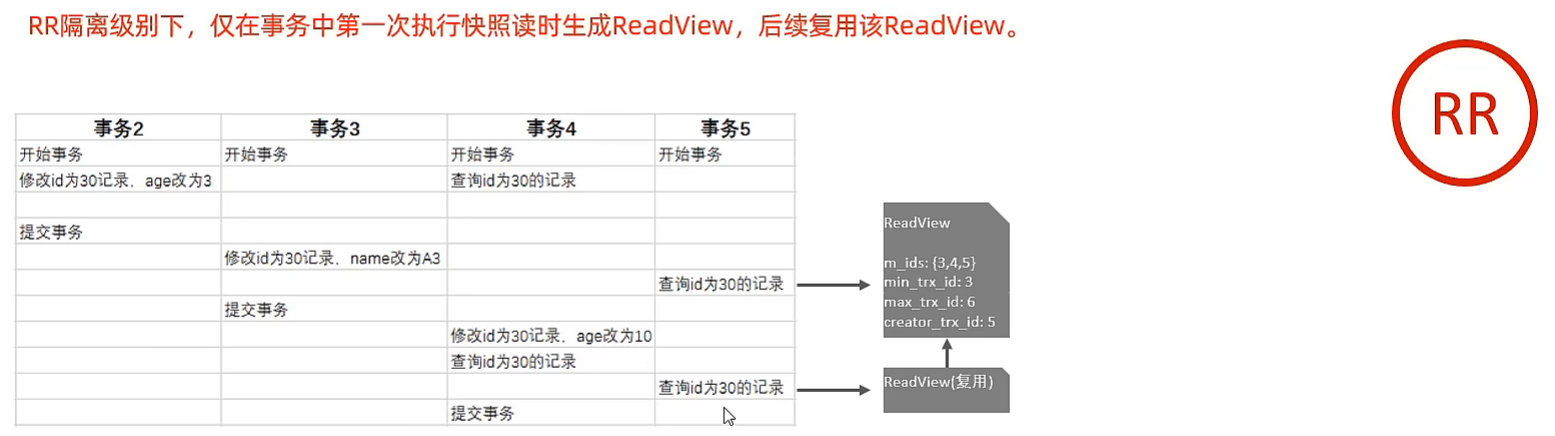 RR隔离级别下，仅在事务中第一次执行快照读时生成ReadView，后续复用该ReadView。
RR
事务2 事务3 事务4 事务5
开始事务 开始事务 开始事务 开始事务
修改id为30记录，age改为3 查询id为30的记录
提交事务
修改id为30记录，name改为A3
查询id为30的记录
提交事务
修改id为30记录，age改为10
查询id为30的记录
查询id为30的记录
提交事务
ReadView
m_ids: {3,4,5}
min_trx_id: 3
max_trx_id: 6
creator_trx_id: 5
ReadView(复用)